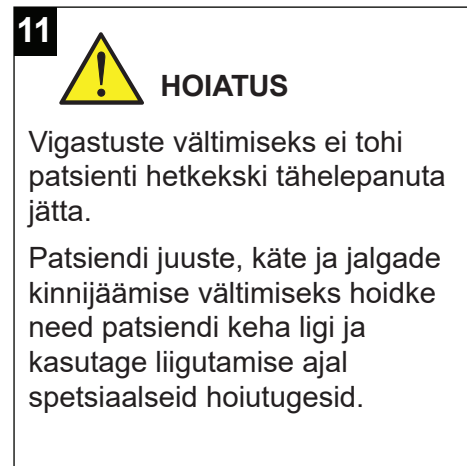 11
HOIATUS
Vigastuste vältimiseks ei tohi
patsienti hetkekski tähelepanuta
jätta.
Patsiendi juuste, käte ja jalgade
kinnijäämise vältimiseks hoidke
need patsiendi keha ligi ja
kasutage liigutamise ajal
spetsiaalseid hoiutugesid.